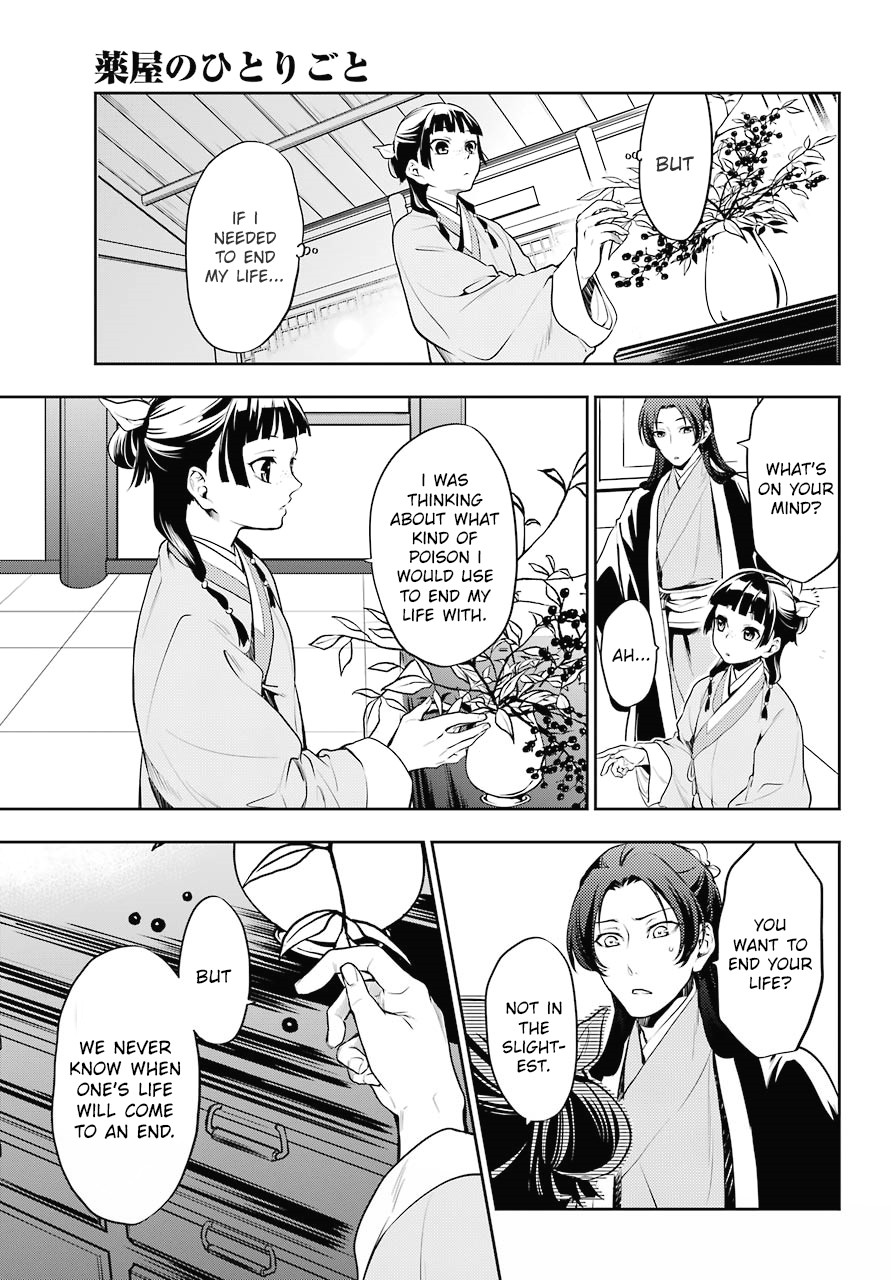 薬屋のひとりごと
BUT
IF I
NEEDED
TO END
MY LIFE...
WHAT'S
ON YOUR
MIND?
AH...
I WAS
THINKING
ABOUT WHAT
KIND OF
POISON I
WOULD USE
TO END MY
LIFE WITH.
YOU
WANT TO
END YOUR
LIFE?
NOT IN
THE
SLIGHT-
EST.
BUT
WE NEVER
KNOW WHEN
ONE'S LIFE
WILL COME
TO AN END.